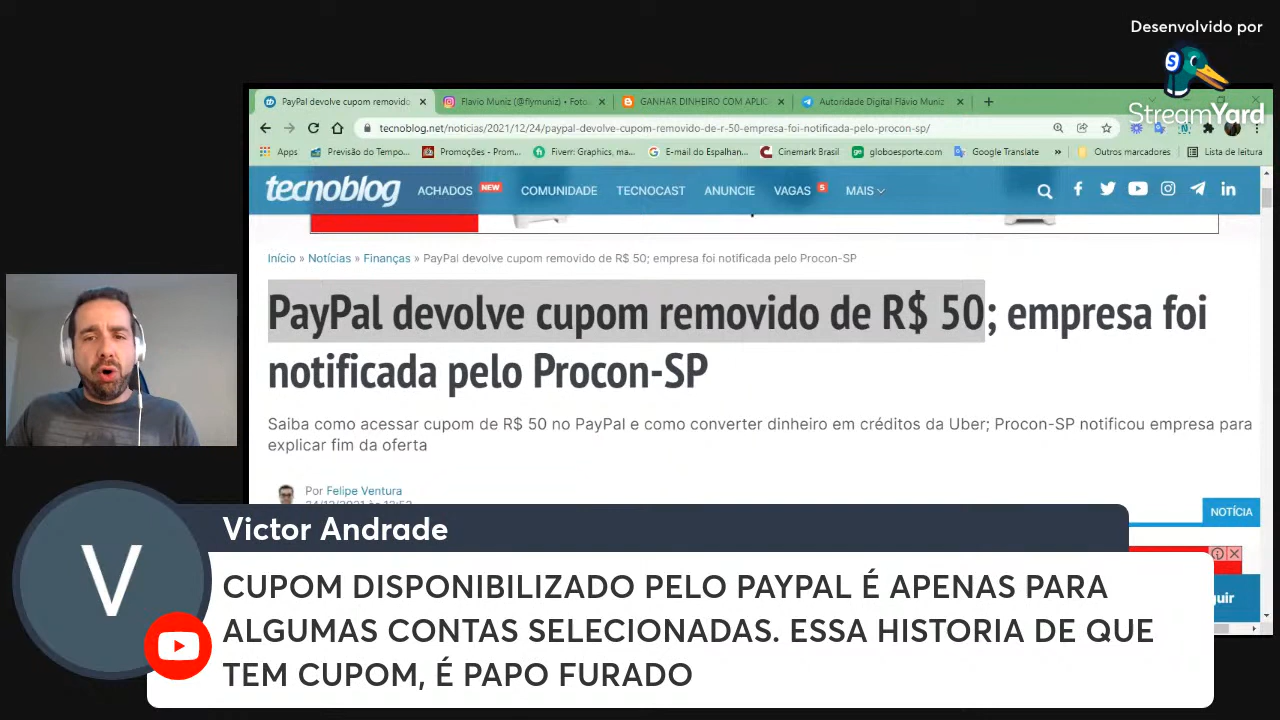 Desenvolvido por
StreamYard
PayPal devolve cupom removido
Flavio Muniz (@flymuniz) • Foto
GANHAR DINHEIRO COM APLIC
Autoridade Digital Flávio Muniz
tecnoblog.net/noticias/2021/12/24/paypal-devolve-cupom-removido-de-r-50-empresa-foi-notificada-pelo-procon-sp/
Apps Previsão do Tempo... Promoções - Prom... Fiverr: Graphics, ma... E-mail do Espalhan... Cinemark Brasil globoesporte.com Google Translate » Outros marcadores Lista de leitura
tecnoblog ACHADOS NEW COMUNIDADE TECNOCAST ANUNCIE VAGAS 5 MAIS
Início » Notícias » Finanças » PayPal devolve cupom removido de R$ 50; empresa foi notificada pelo Procon-SP
PayPal devolve cupom removido de R$ 50; empresa foi
notificada pelo Procon-SP
Saiba como acessar cupom de R$ 50 no PayPal e como converter dinheiro em créditos da Uber; Procon-SP notificou empresa para
explicar fim da oferta
Por Felipe Ventura
NOTÍCIA
guir
V
Victor Andrade
CUPOM DISPONIBILIZADO PELO PAYPAL É APENAS PARA
ALGUMAS CONTAS SELECIONADAS. ESSA HISTORIA DE QUE
TEM CUPOM, É PAPO FURADO